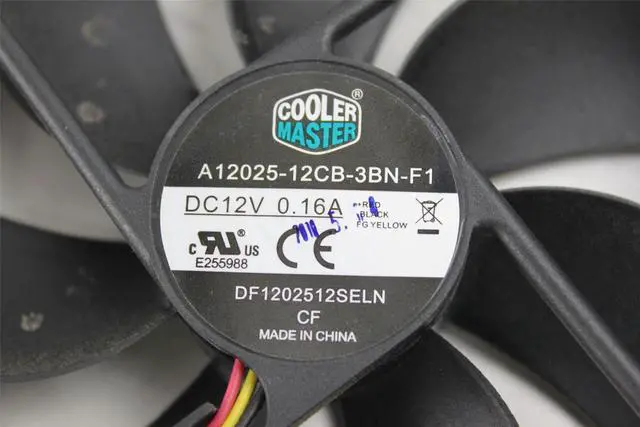 COOLER ®
MASTER
A12025-12CB-3BN-F1
DC12V 0.16A
+RED
-BLACK
FG YELLOW
c RU® US
E255988
CE
DF1202512SELN
CF
MADE IN CHINA